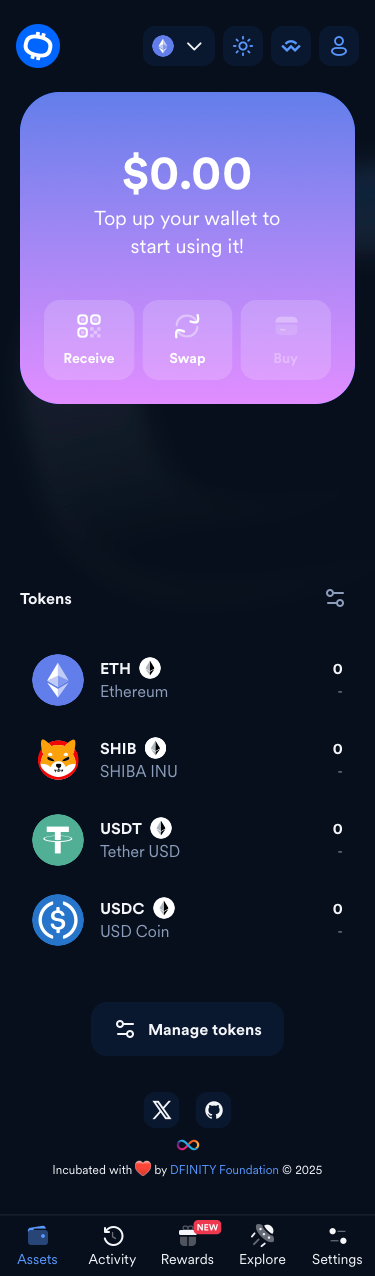 $0.00
Top up your wallet to
start using it!
Receive
Swap
Buy
Tokens
ETH
0
Ethereum
-
SHIB
0
SHIBA INU
-
USDT
0
Tether USD
-
USDC
0
USD Coin
-
Manage tokens
Incubated with ❤️ by DFINITY Foundation © 2025
NEW
Assets
Activity
Rewards
Explore
Settings